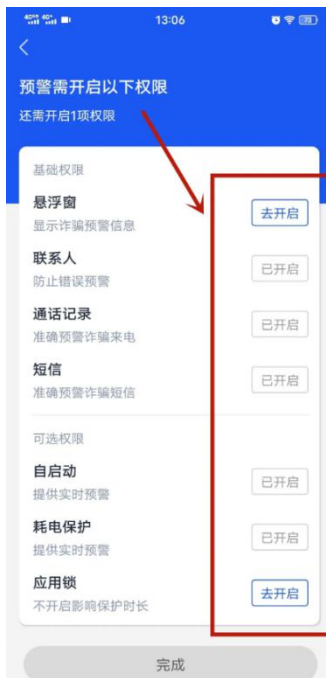 13:06
预警需开启以下权限
还需开启1项权限
基础权限
悬浮窗
显示诈骗预警信息
去开启
联系人
防止错误预警
已开启
通话记录
准确预警诈骗来电
已开启
短信
准确预警诈骗短信
已开启
可选权限
自启动
提供实时预警
已开启
耗电保护
提供实时预警
已开启
应用锁
不开启影响保护时长
去开启
完成